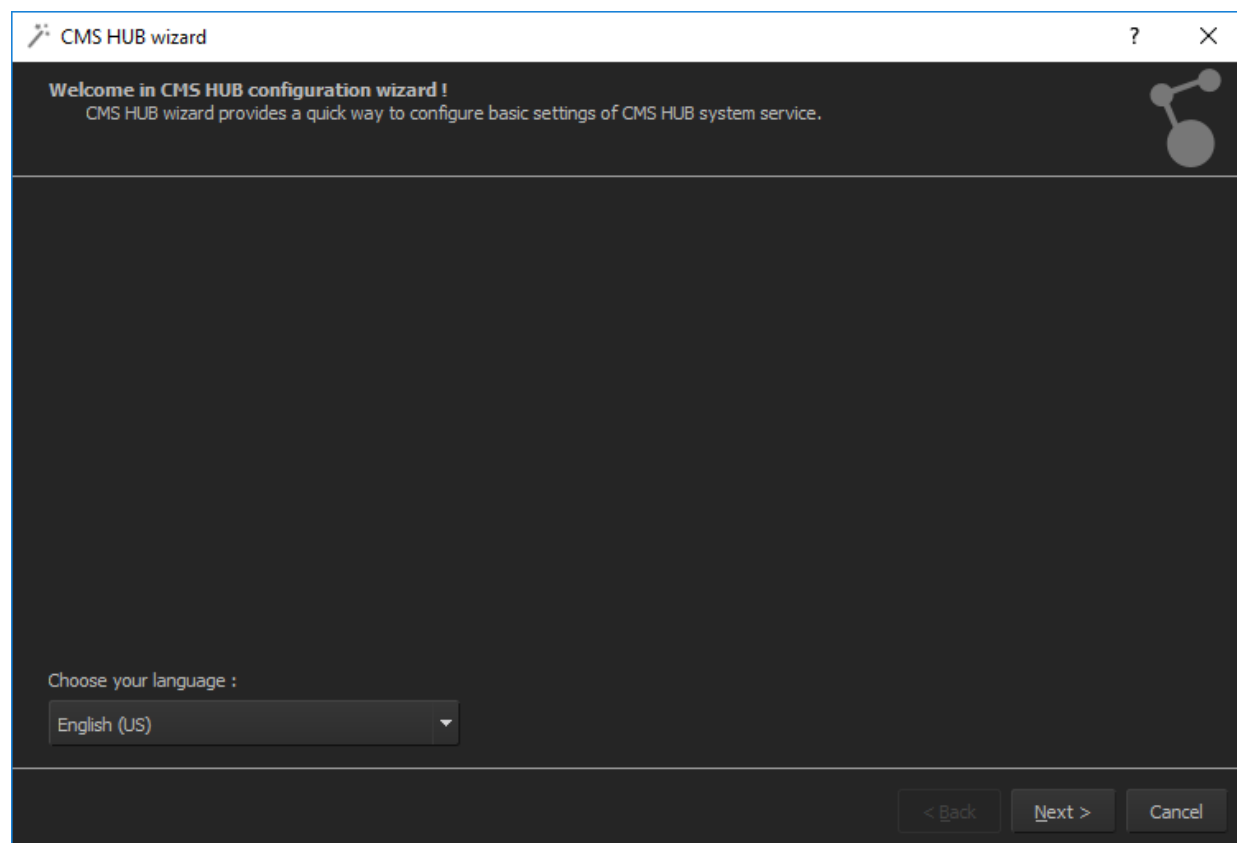 CMS HUB wizard
?
Welcome in CMS HUB configuration wizard !
CMS HUB wizard provides a quick way to configure basic settings of CMS HUB system service.
Choose your language :
English (US)
< Back Next > Cancel